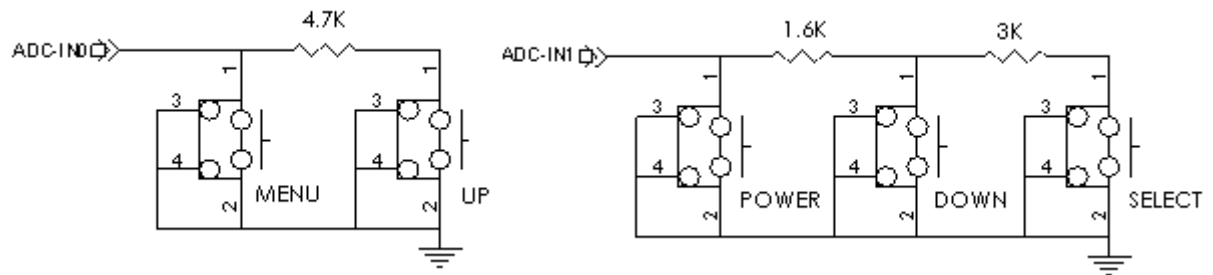 4.7K
ADC-IN0
1 1
3 3
4 4
MENU UP
2 2
1.6K 3K
ADC-IN1
1 1 1
3 3 3
4 4 4
POWER DOWN SELECT
2 2 2